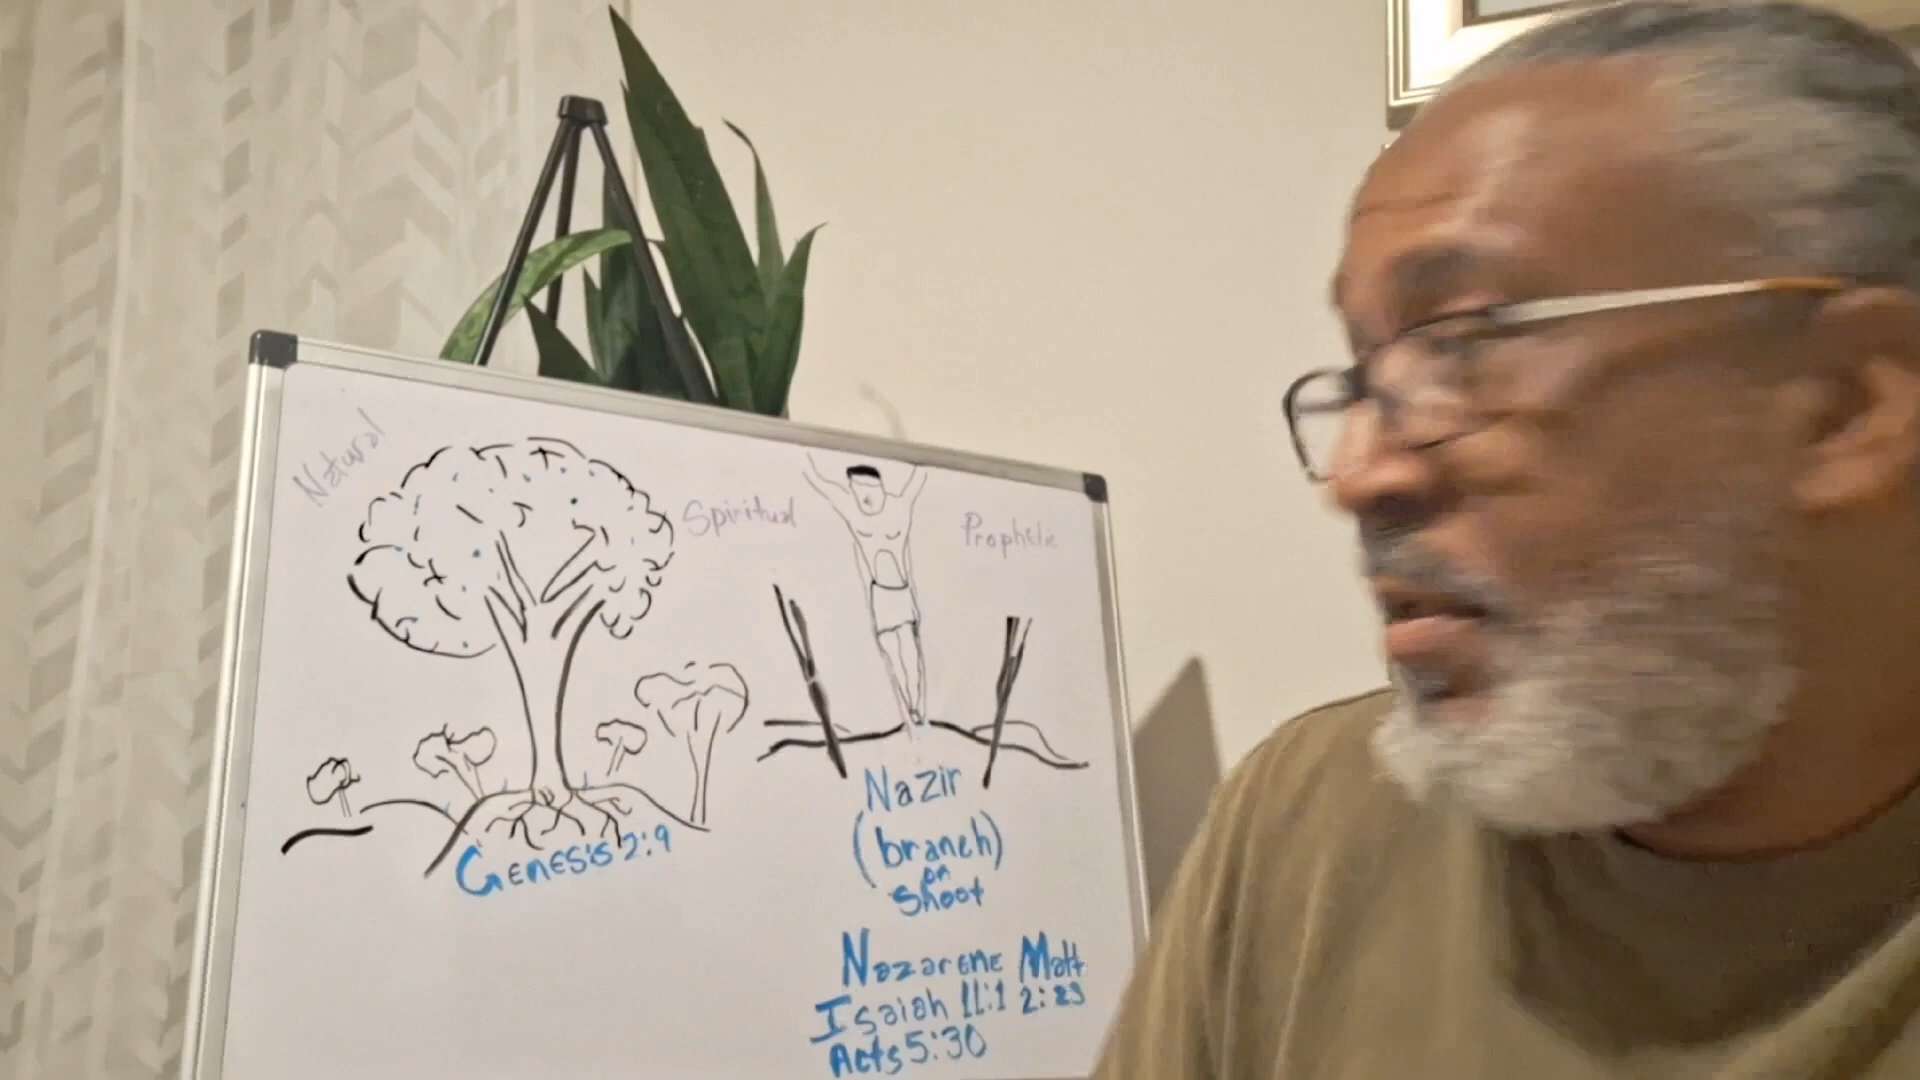 Natural
Spiritual
Prophetic
Genesis 2:9
Nazir
(branch)
on
Shoot
Nazarene Matt
Isaiah 11:1 2:23
Acts 5:30